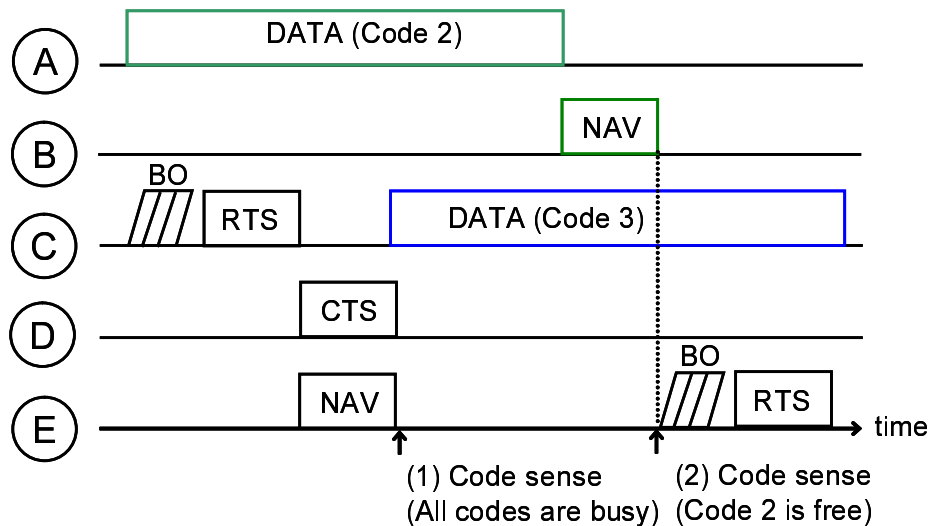 A
DATA (Code 2)
B
NAV
C
BO
RTS
DATA (Code 3)
D
CTS
E
NAV
BO
RTS
time
(1) Code sense
(All codes are busy)
(2) Code sense
(Code 2 is free)